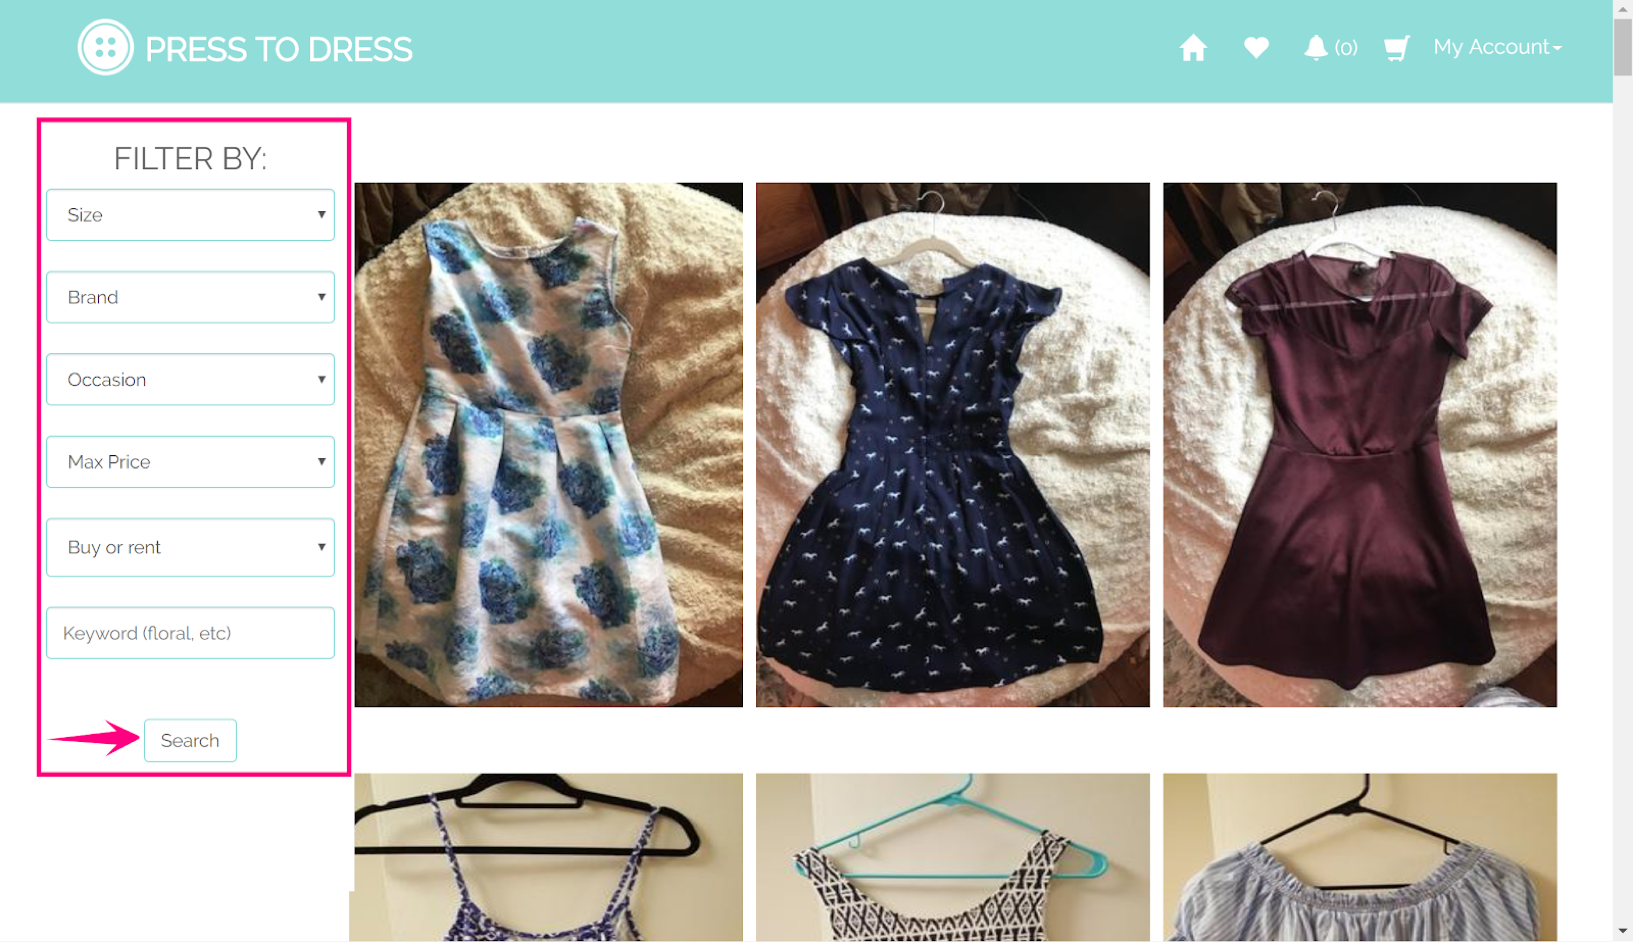 PRESS TO DRESS
(0)
My Account
FILTER BY:
Size
Brand
Occasion
Max Price
Buy or rent
Keyword (floral, etc)
Search